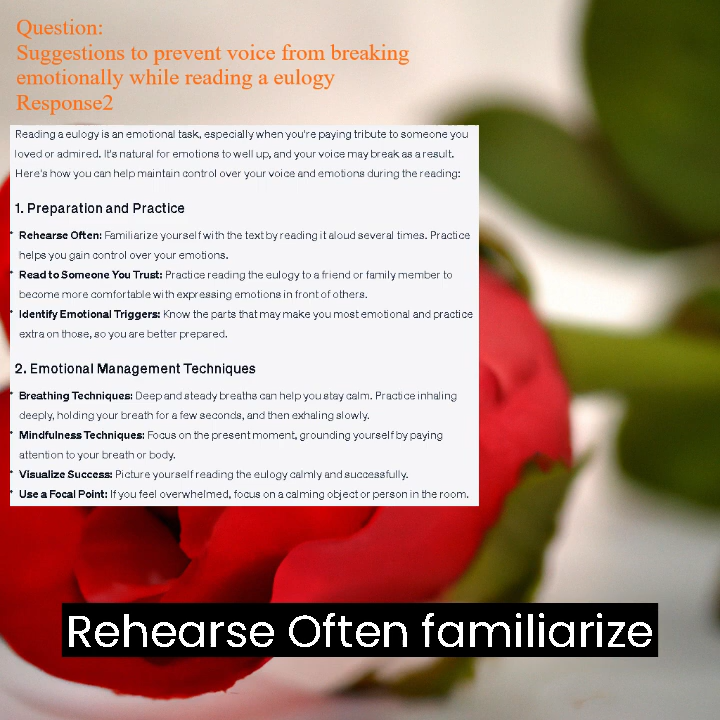 Question:
Suggestions to prevent voice from breaking
emotionally while reading a eulogy
Response2
Reading a eulogy is an emotional task, especially when you're paying tribute to someone you
loved or admired. It's natural for emotions to well up, and your voice may break as a result.
Here's how you can help maintain control over your voice and emotions during the reading:
1. Preparation and Practice
• Rehearse Often: Familiarize yourself with the text by reading it aloud several times. Practice
helps you gain control over your emotions.
• Read to Someone You Trust: Practice reading the eulogy to a friend or family member to
become more comfortable with expressing emotions in front of others.
• Identify Emotional Triggers: Know the parts that may make you most emotional and practice
extra on those, so you are better prepared.
2. Emotional Management Techniques
• Breathing Techniques: Deep and steady breaths can help you stay calm. Practice inhaling
deeply, holding your breath for a few seconds, and then exhaling slowly.
• Mindfulness Techniques: Focus on the present moment, grounding yourself by paying
attention to your breath or body.
• Visualize Success: Picture yourself reading the eulogy calmly and successfully.
• Use a Focal Point: If you feel overwhelmed, focus on a calming object or person in the room.
Rehearse Often familiarize